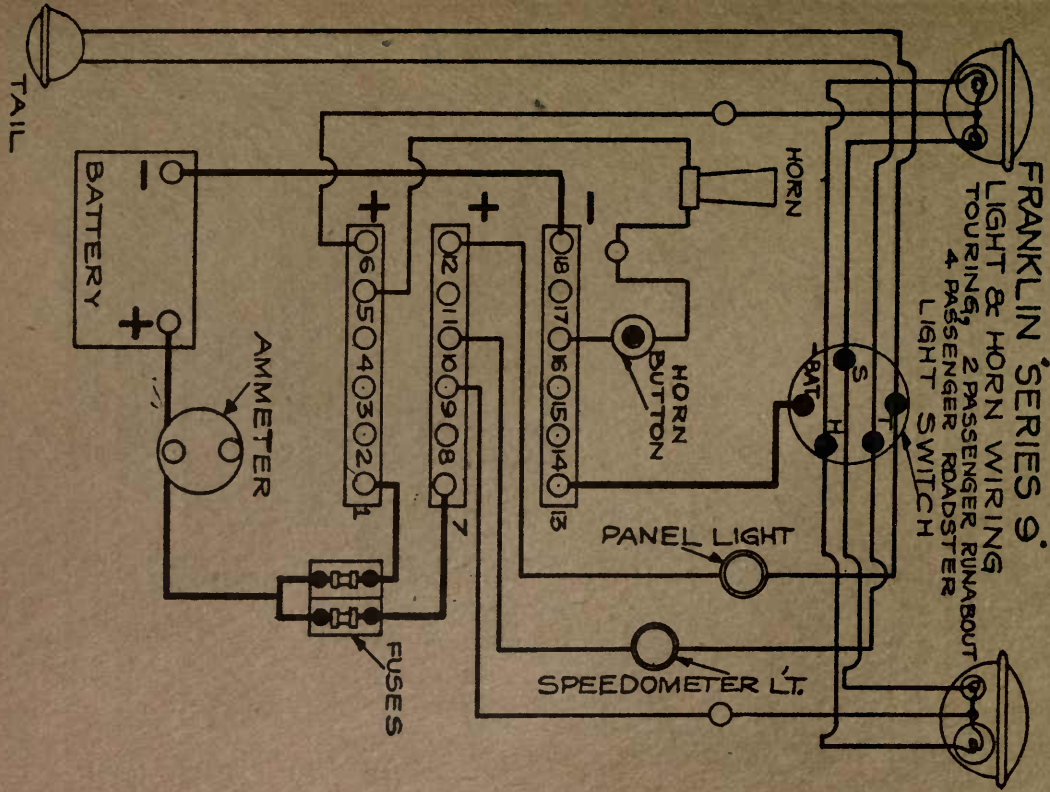 FRANKLIN "SERIES 9"
LIGHT & HORN WIRING
TOURING, 2 PASSENGER RUNABOUT
4 PASSENGER ROADSTER
LIGHT SWITCH
TAIL
HORN
BATTERY
-
+
+
+
-
6 5 4 3 2
1
12 11 10 9 8
7
18 17 16 15 14
13
HORN
BUTTON
-BAT.
S
H
T
AMMETER
FUSES
PANEL LIGHT
SPEEDOMETER L'T.